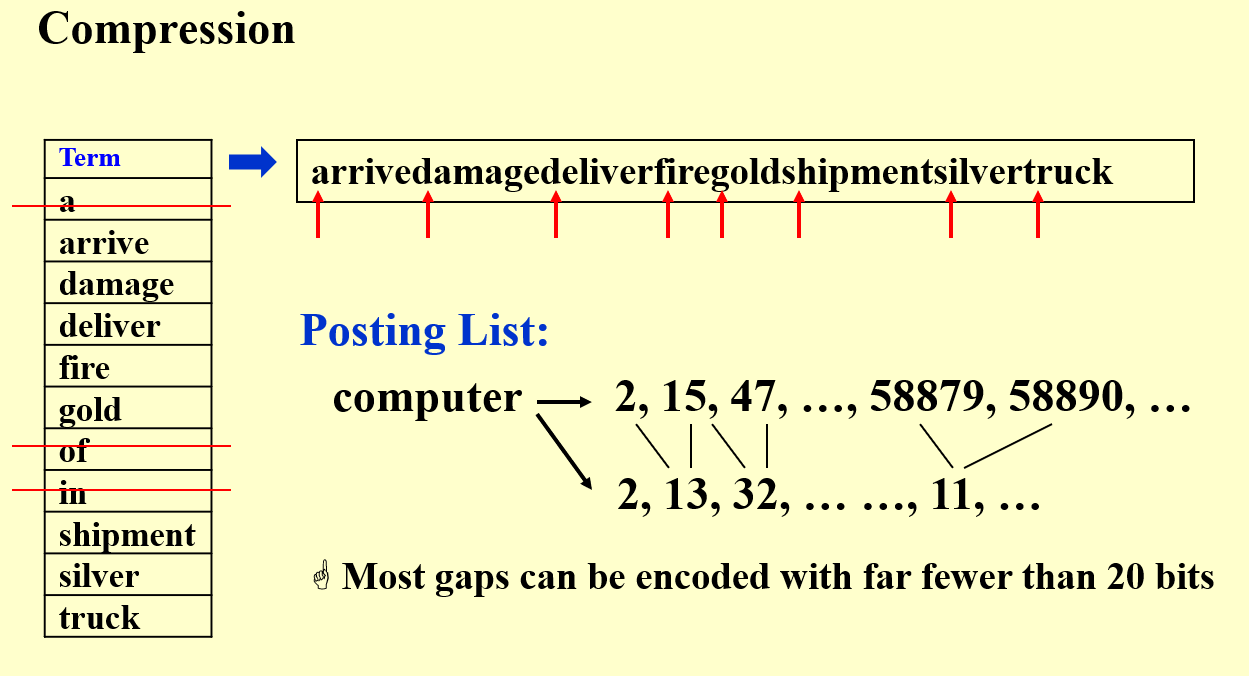 Compression
Term
a
arrive
damage
deliver
fire
gold
of
in
shipment
silver
truck
arrivedamagedeliverfiregoldshipmentsilvertruck
Posting List:
computer 2, 15, 47, …, 58879, 58890, …
2, 13, 32, … …, 11, …
☝ Most gaps can be encoded with far fewer than 20 bits